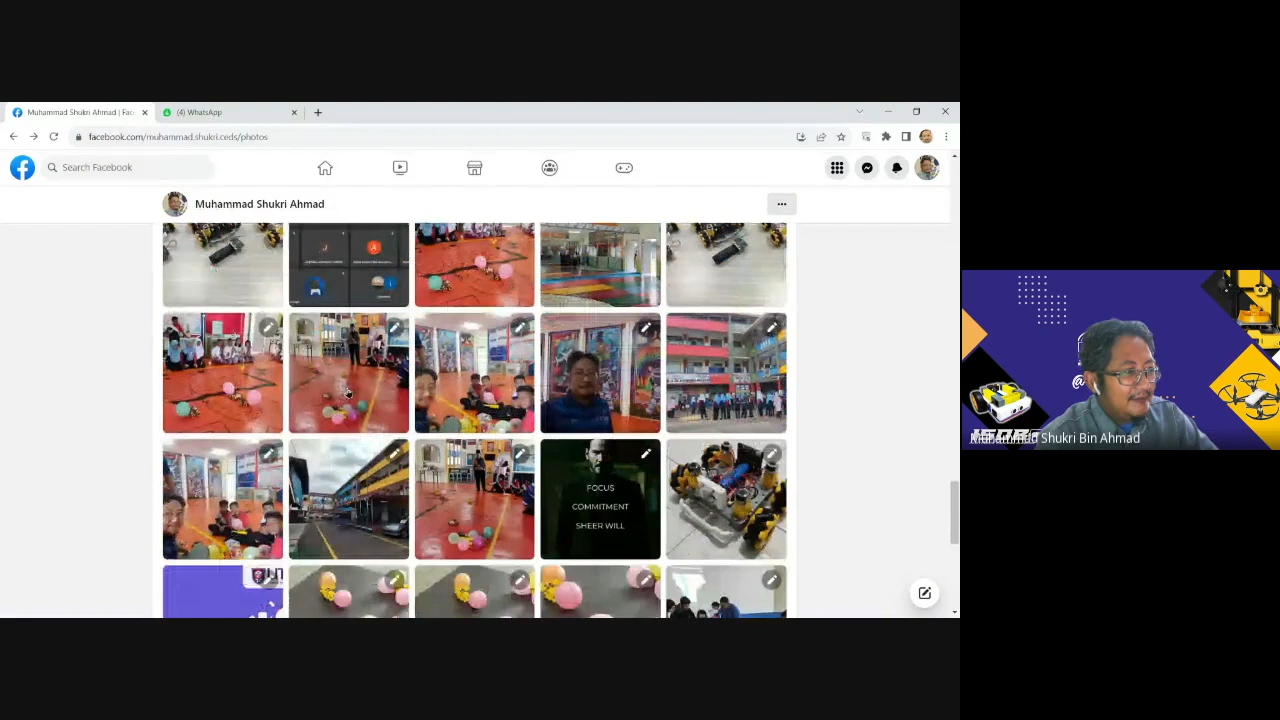 Muhammad Shukri Ahmad | Fac
(4) WhatsApp
facebook.com/muhammad.shukri.ceds/photos
Search Facebook
Muhammad Shukri Ahmad
J
A
FOCUS
COMMITMENT
SHEER WILL
@
Muhammad Shukri Bin Ahmad